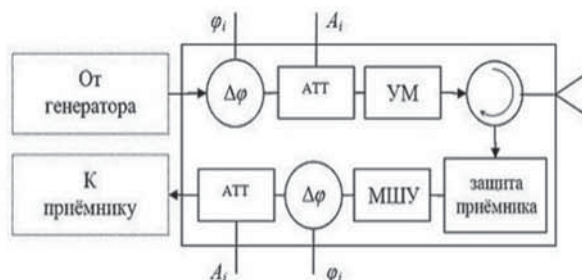 φi
Ai
От
генератора
Δφ
АТТ
УМ
К
приёмнику
АТТ
Δφ
МШУ
защита
приёмника
Ai
φi